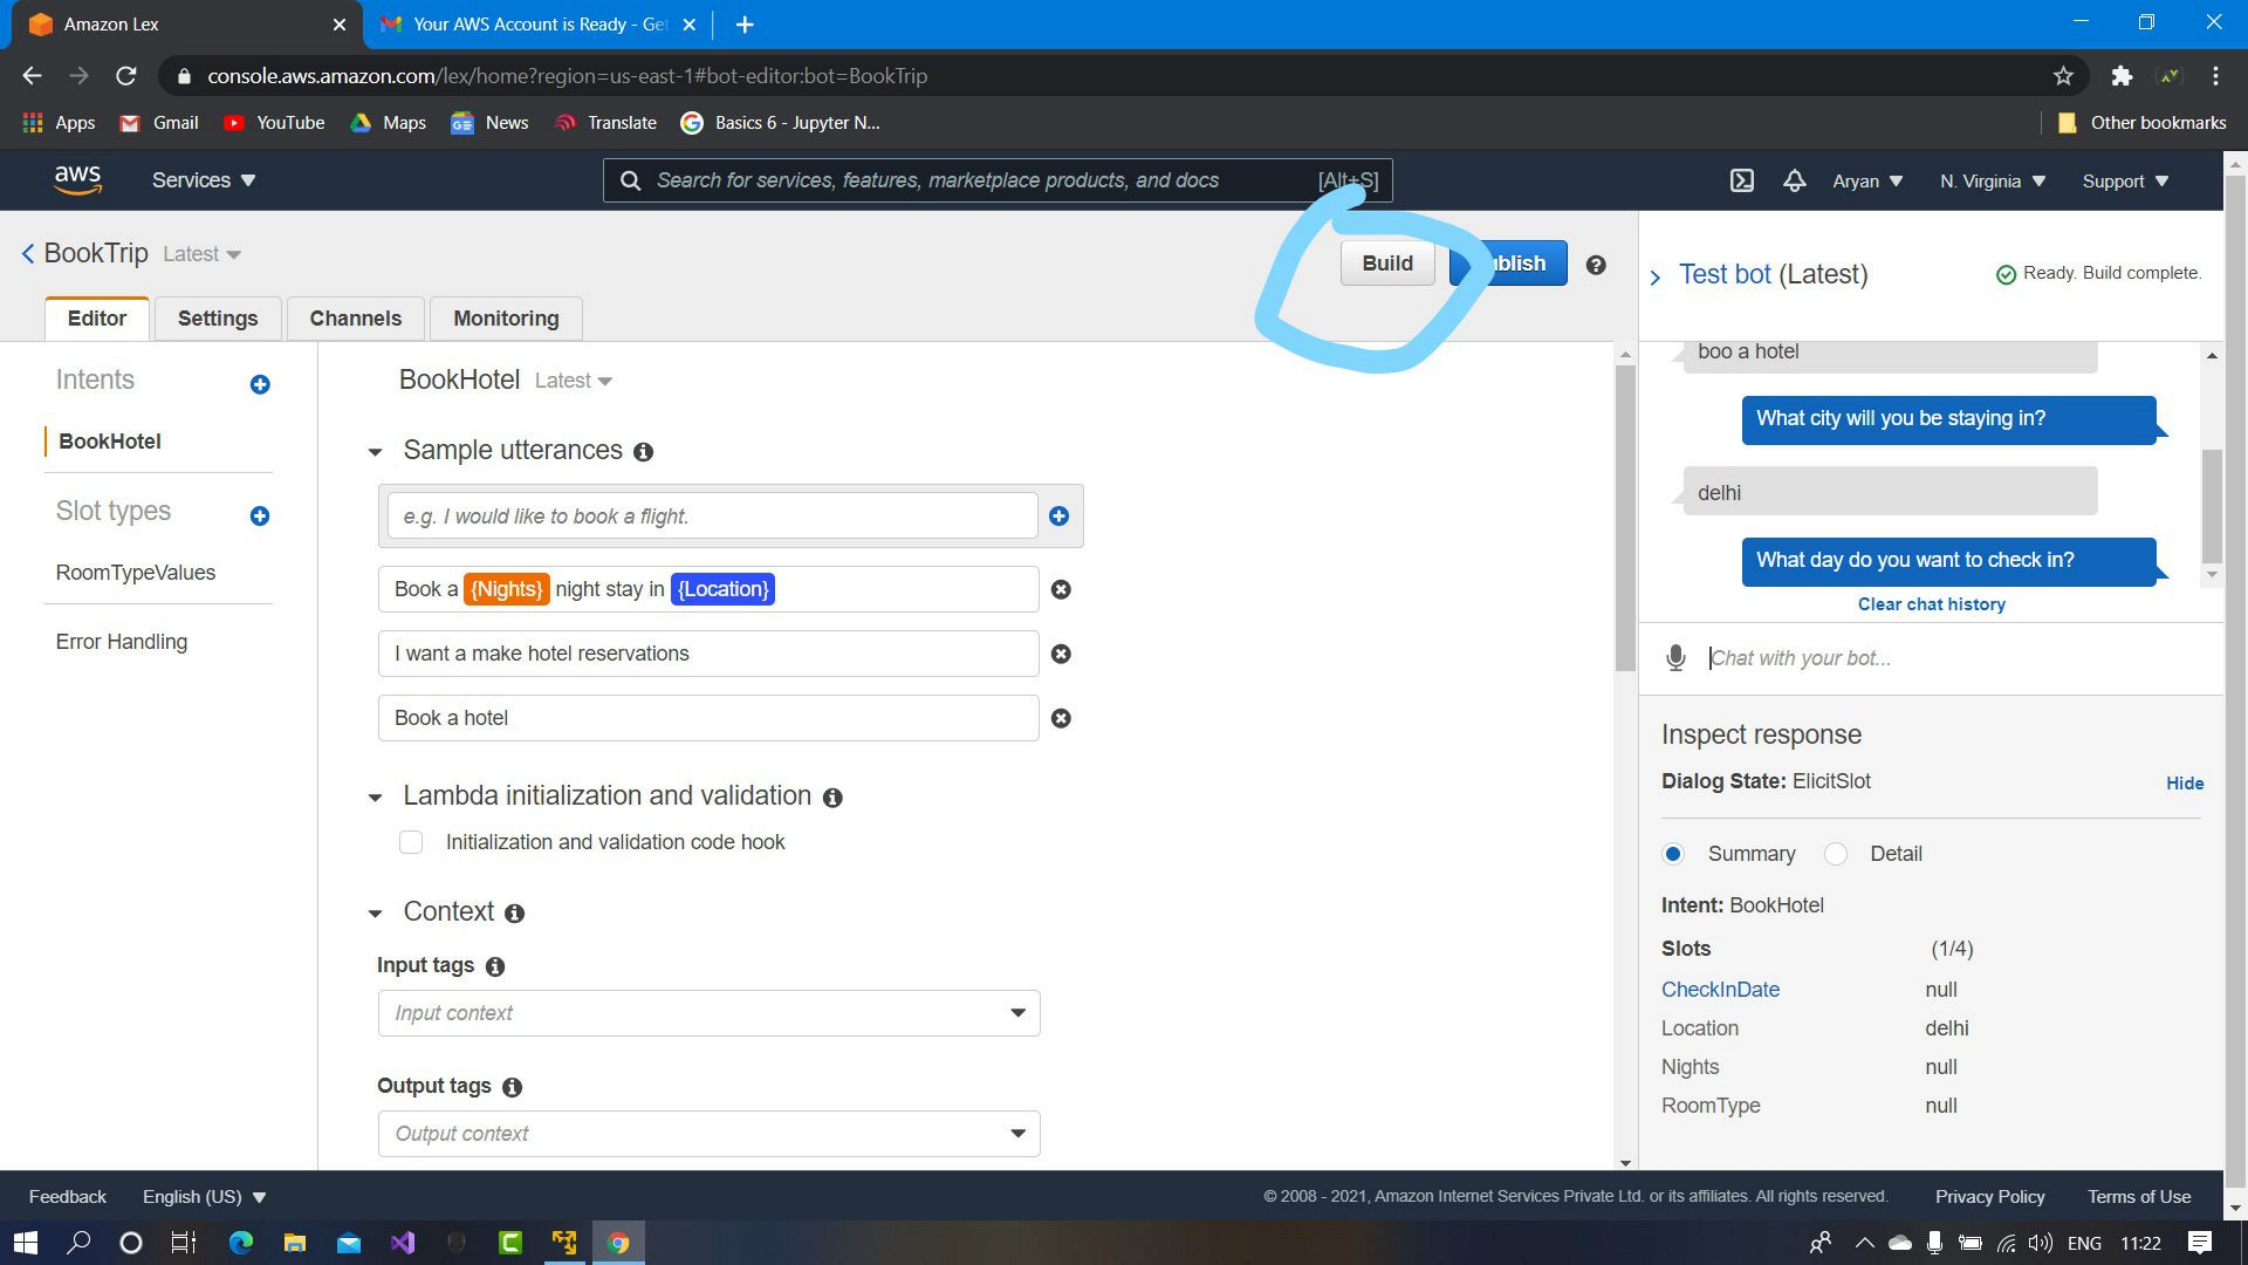 Amazon Lex
Your AWS Account is Ready - Get
console.aws.amazon.com/lex/home?region=us-east-1#bot-editor:bot=BookTrip
Apps Gmail YouTube Maps News Translate Basics 6 - Jupyter N... Other bookmarks
aws Services Search for services, features, marketplace products, and docs [Alt+S] Aryan N. Virginia Support
BookTrip Latest
Build
Editor Settings Channels Monitoring
Intents
BookHotel
Slot types
RoomTypeValues
Error Handling
BookHotel Latest
Sample utterances
e.g. I would like to book a flight.
Book a {Nights} night stay in {Location}
I want a make hotel reservations
Book a hotel
Lambda initialization and validation
Initialization and validation code hook
Context
Input tags
Input context
Output tags
Output context
Test bot (Latest) Ready. Build complete.
boo a hotel
What city will you be staying in?
delhi
What day do you want to check in?
Clear chat history
Chat with your bot...
Inspect response
Dialog State: ElicitSlot Hide
Summary Detail
Intent: BookHotel
Slots (1/4)
CheckInDate null
Location delhi
Nights null
RoomType null
Feedback English (US) © 2008 - 2021, Amazon Internet Services Private Ltd. or its affiliates. All rights reserved. Privacy Policy Terms of Use
ENG 11:22